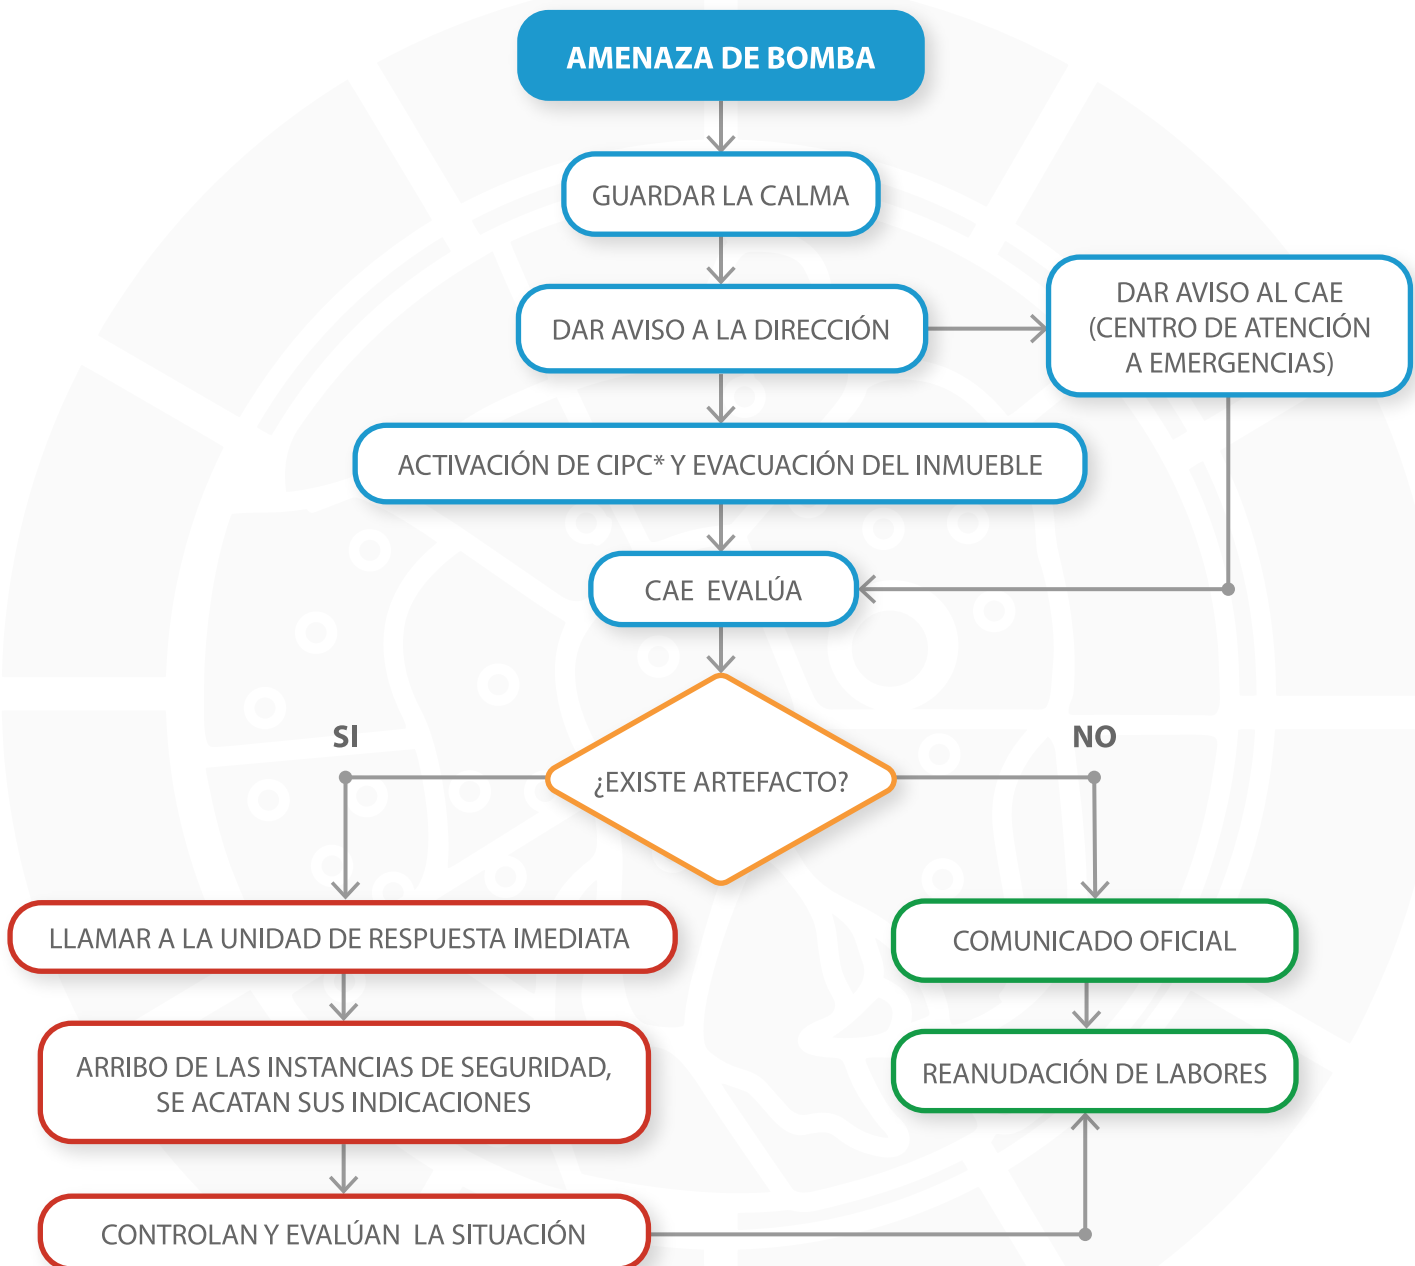 AMENAZA DE BOMBA
GUARDAR LA CALMA
DAR AVISO A LA DIRECCIÓN
DAR AVISO AL CAE
(CENTRO DE ATENCIÓN
A EMERGENCIAS)
ACTIVACIÓN DE CIPC* Y EVACUACIÓN DEL INMUEBLE
CAE EVALÚA
¿EXISTE ARTEFACTO?
SI
NO
LLAMAR A LA UNIDAD DE RESPUESTA IMEDIATA
ARRIBO DE LAS INSTANCIAS DE SEGURIDAD,
SE ACATAN SUS INDICACIONES
CONTROLAN Y EVALÚAN LA SITUACIÓN
COMUNICADO OFICIAL
REANUDACIÓN DE LABORES